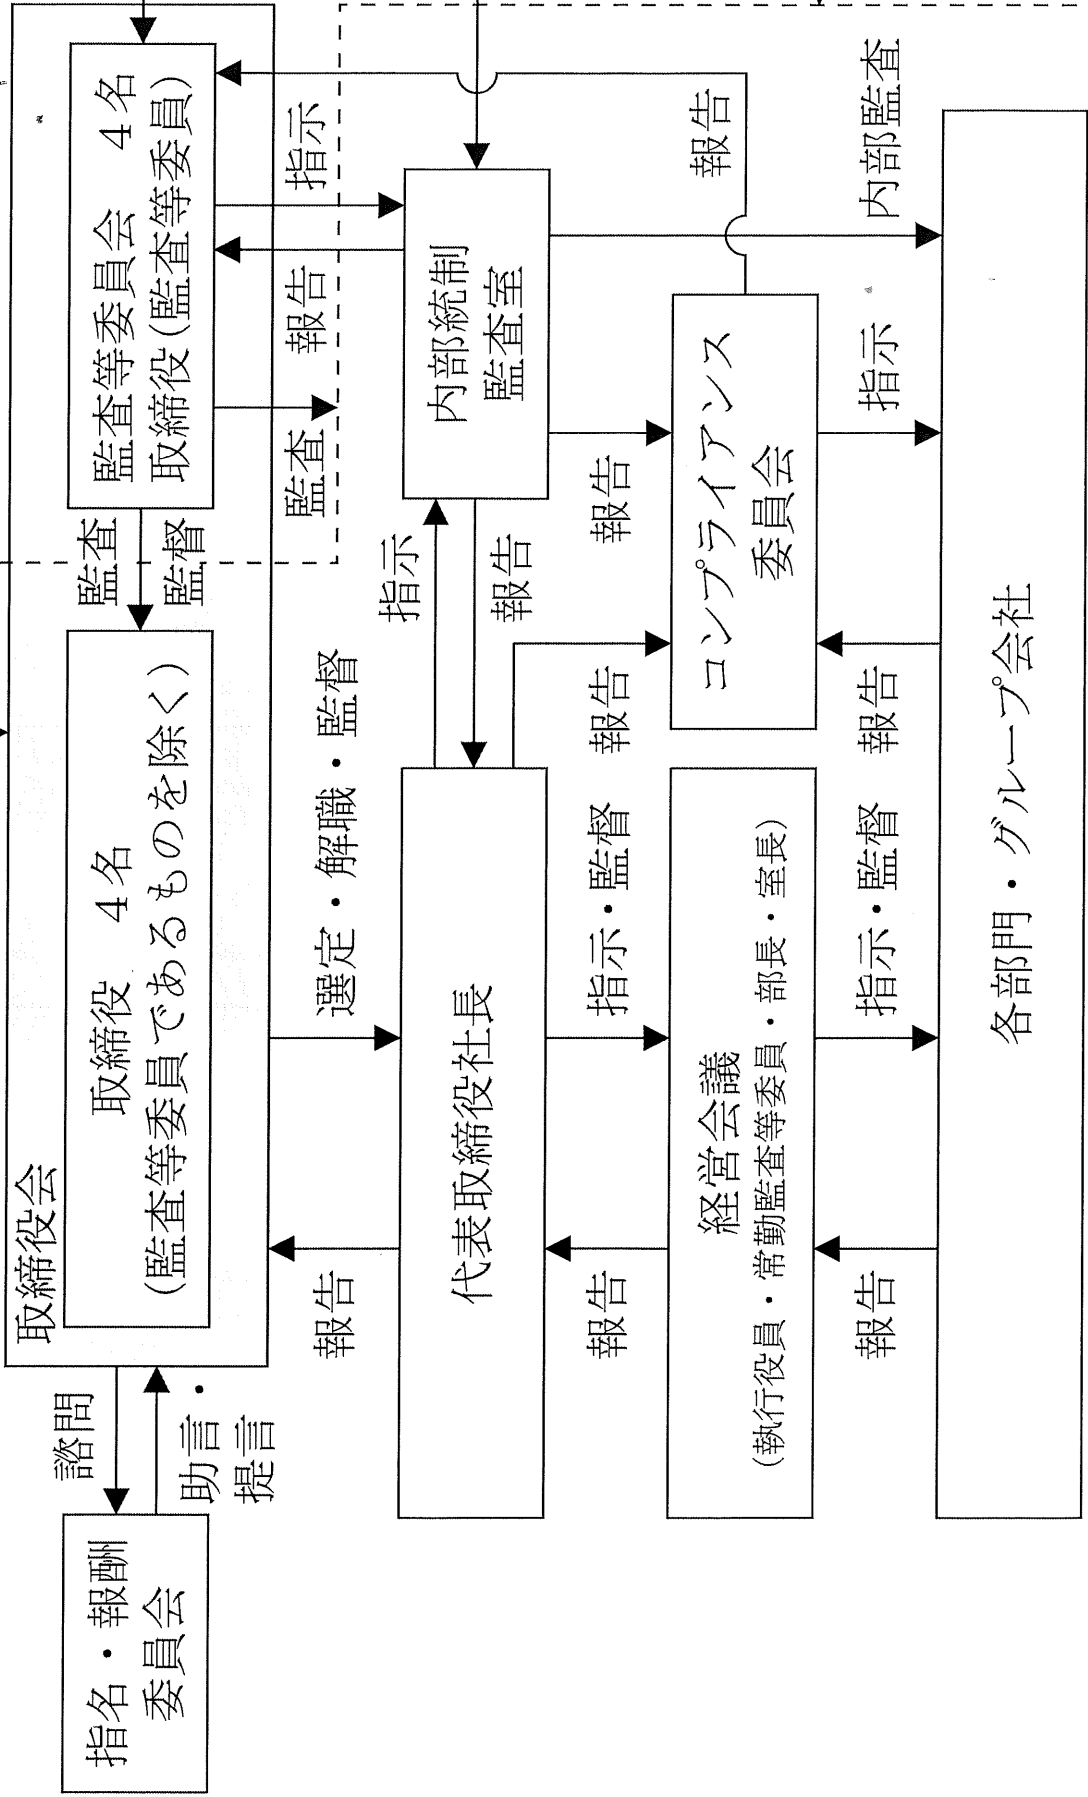 取締役会
指名・報酬
委員会
諮問
助言・
提言
取締役 4名
(監査等委員であるものを除く)
監査
監督
監査等委員会 4名
取締役(監査等委員)
報告
選定・解職・監督
監査
報告
指示
代表取締役社長
指示
報告
内部統制
監査室
報告
指示・監督
報告
報告
報告
内部監査
経営会議
(執行役員・常勤監査等委員・部長・室長)
コンプライアンス
委員会
報告
指示・監督
報告
指示
各部門・グループ会社